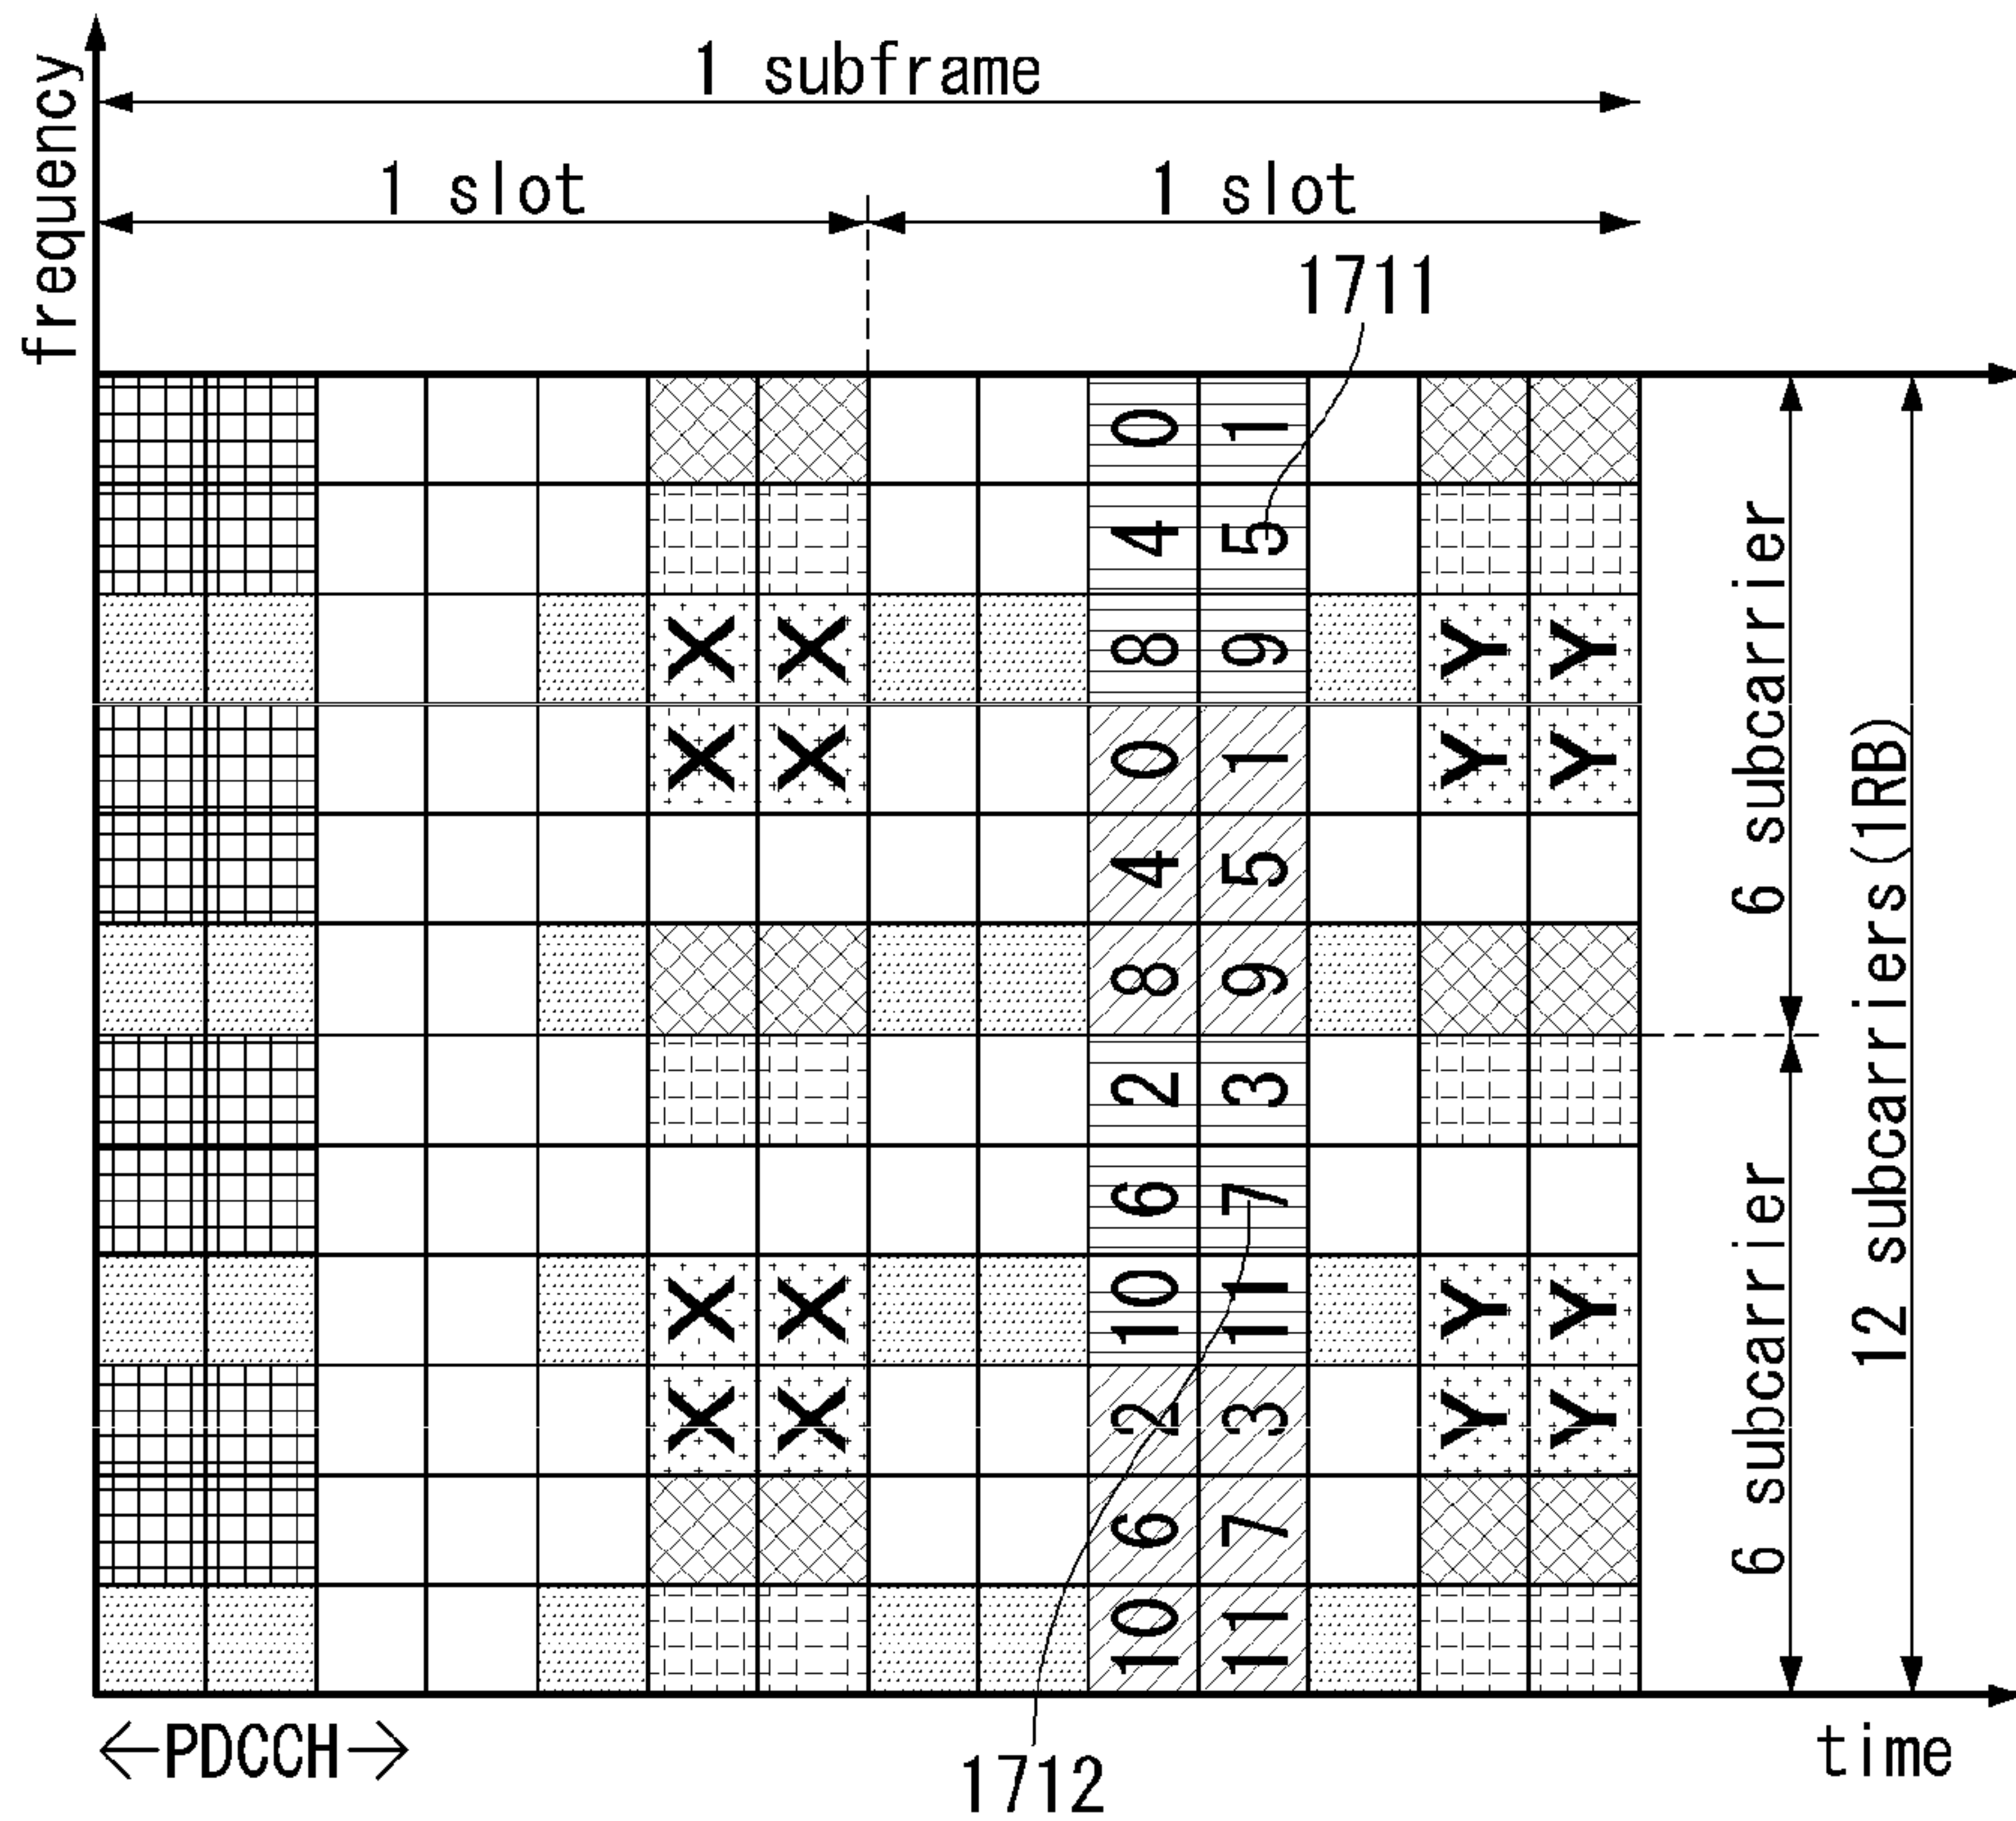 frequency
1 subframe
1 slot 1 slot
1711
0 1
4 5
X X 8 9 Y Y
X X 0 1 Y Y
4 5
8 9
2 3
6 7
X X 10 11 Y Y
X X 2 3 Y Y
6 7
10 11
6 subcarrier
6 subcarrier
12 subcarriers(1RB)
PDCCH
1712
time